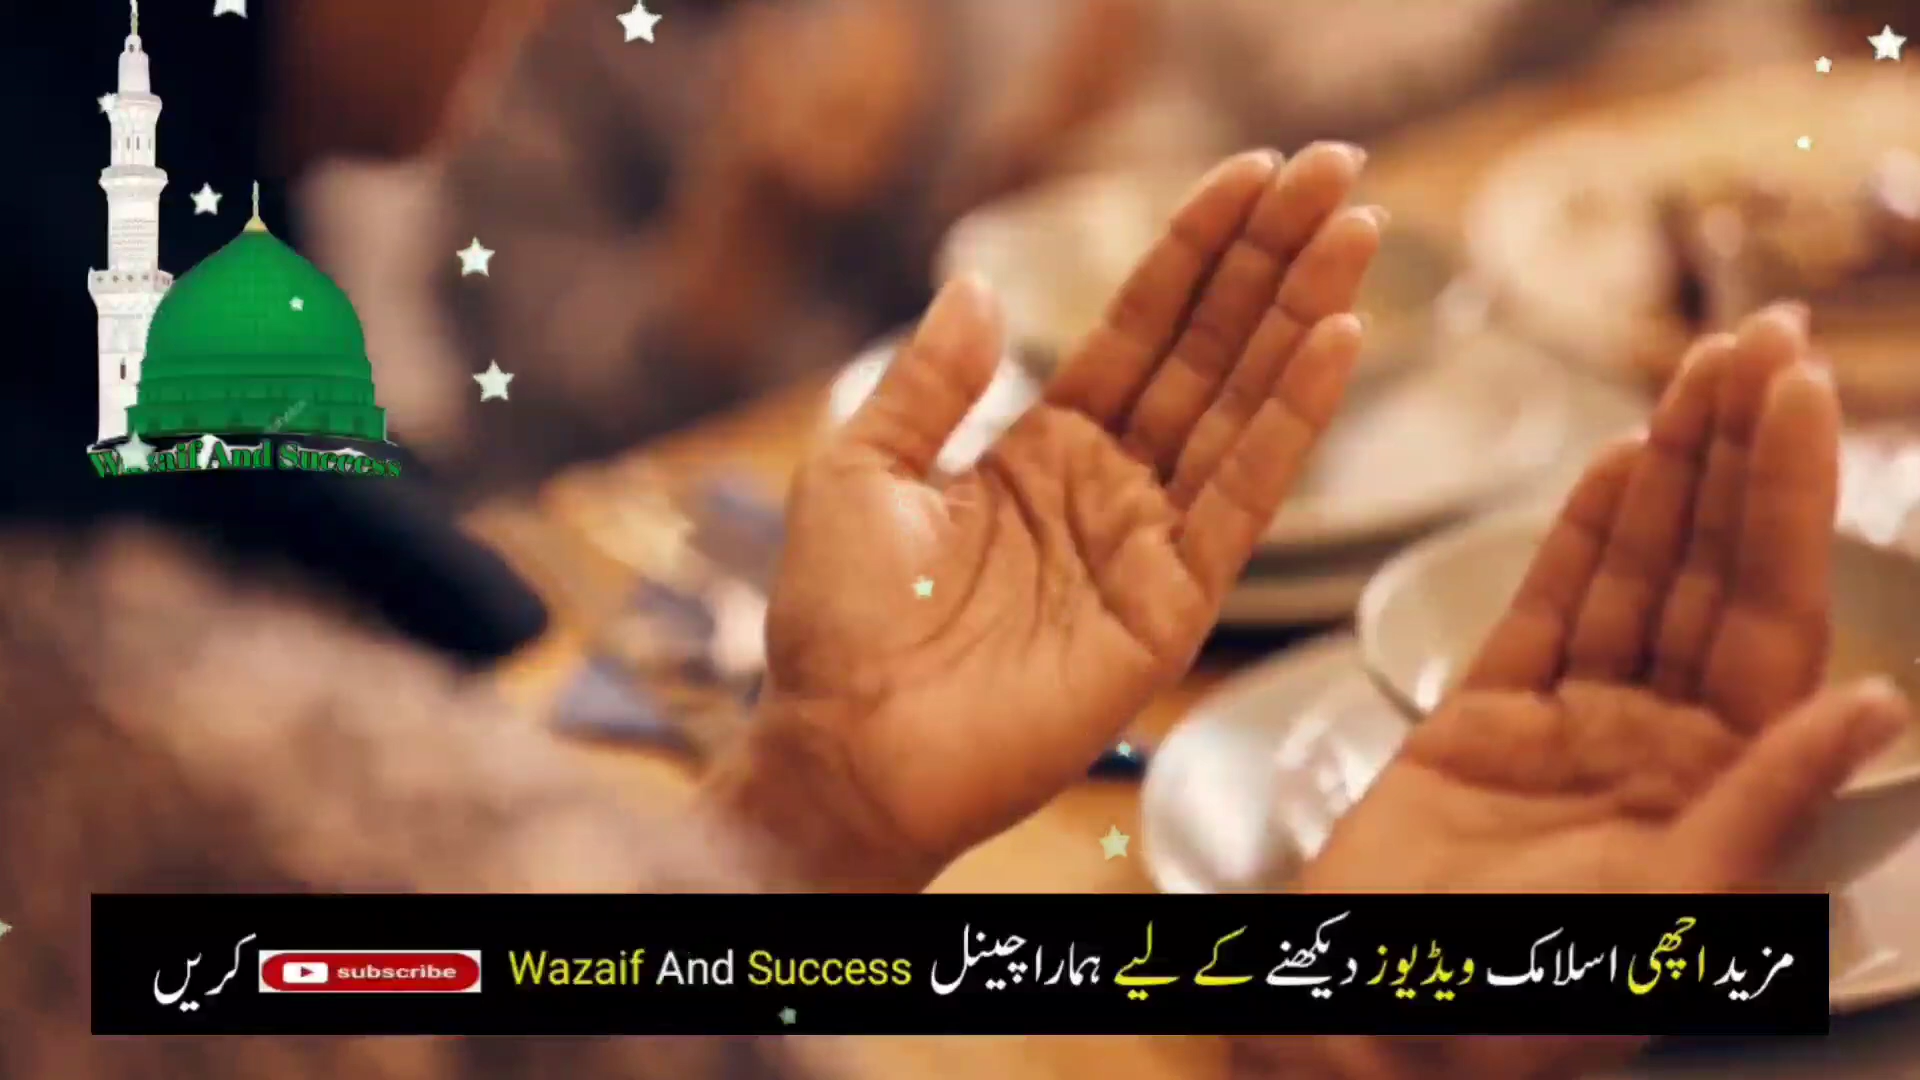 Wazaif And Success
مزید اچھی اسلامک ویڈیوز دیکھنے کے لیے ہمارا چینل Wazaif And Success subscribe کریں